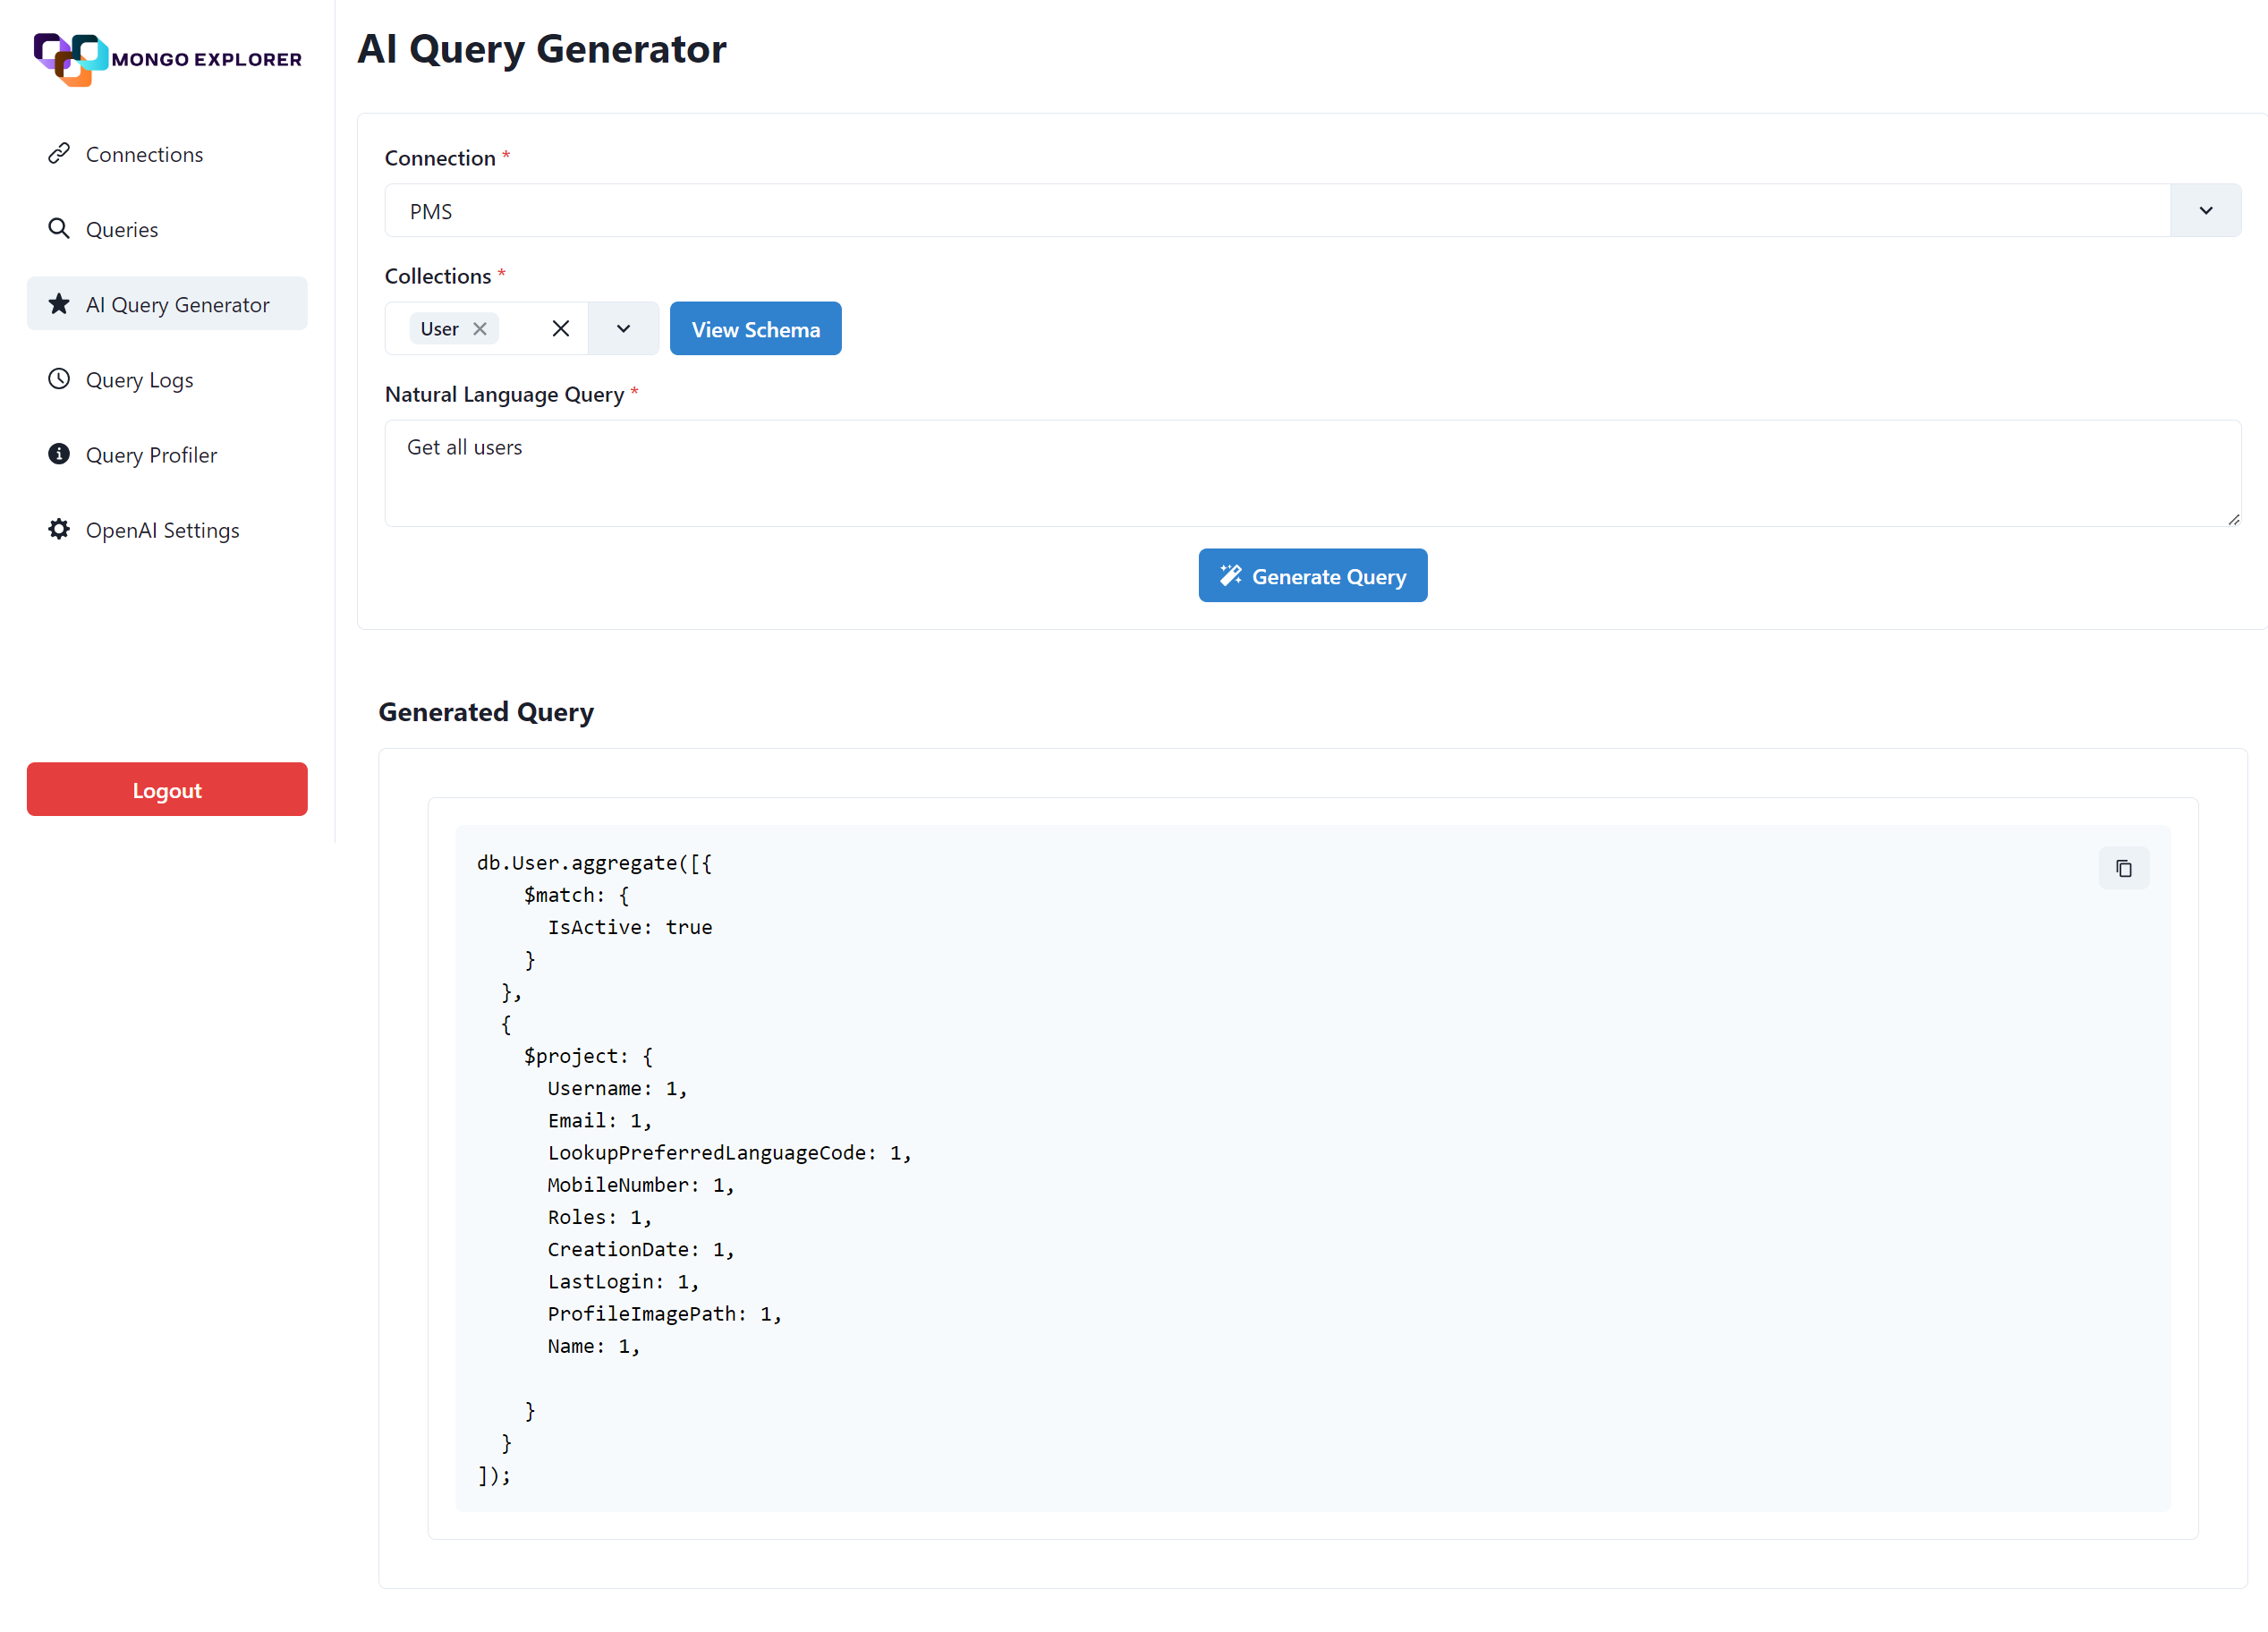 MONGO EXPLORER
Connections
Queries
AI Query Generator
Query Logs
Query Profiler
OpenAI Settings
Logout
AI Query Generator
Connection *
PMS
Collections *
User
View Schema
Natural Language Query *
Get all users
Generate Query
Generated Query
db.User.aggregate([{
    $match: {
      IsActive: true
    }
  },
  {
    $project: {
      Username: 1,
      Email: 1,
      LookupPreferredLanguageCode: 1,
      MobileNumber: 1,
      Roles: 1,
      CreationDate: 1,
      LastLogin: 1,
      ProfileImagePath: 1,
      Name: 1,

    }
  }
]);